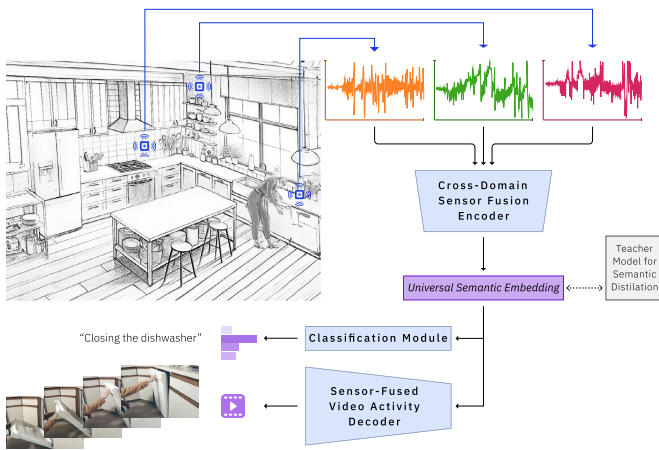 Cross-Domain
Sensor Fusion
Encoder
Teacher
Model for
Semantic
Distilation
Universal Semantic Embedding
“Closing the dishwasher”
Classification Module
Sensor-Fused
Video Activity
Decoder